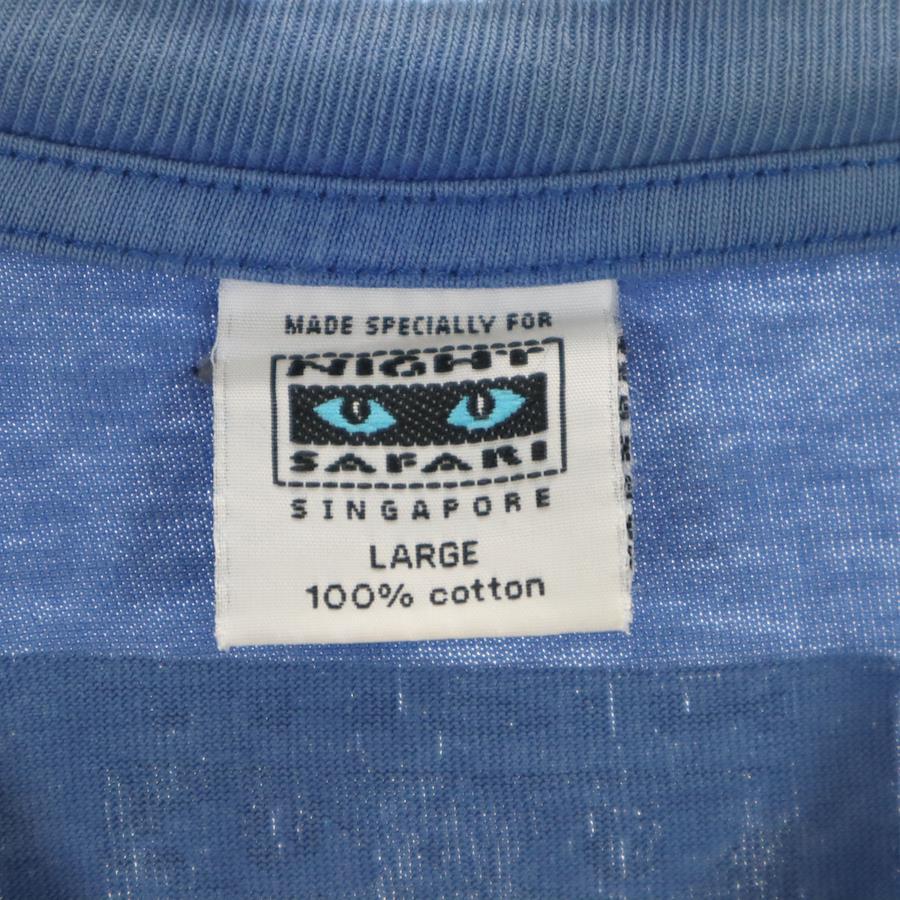 MADE SPECIALLY FOR
NIGHT
SAFARI
SINGAPORE
LARGE
100% cotton